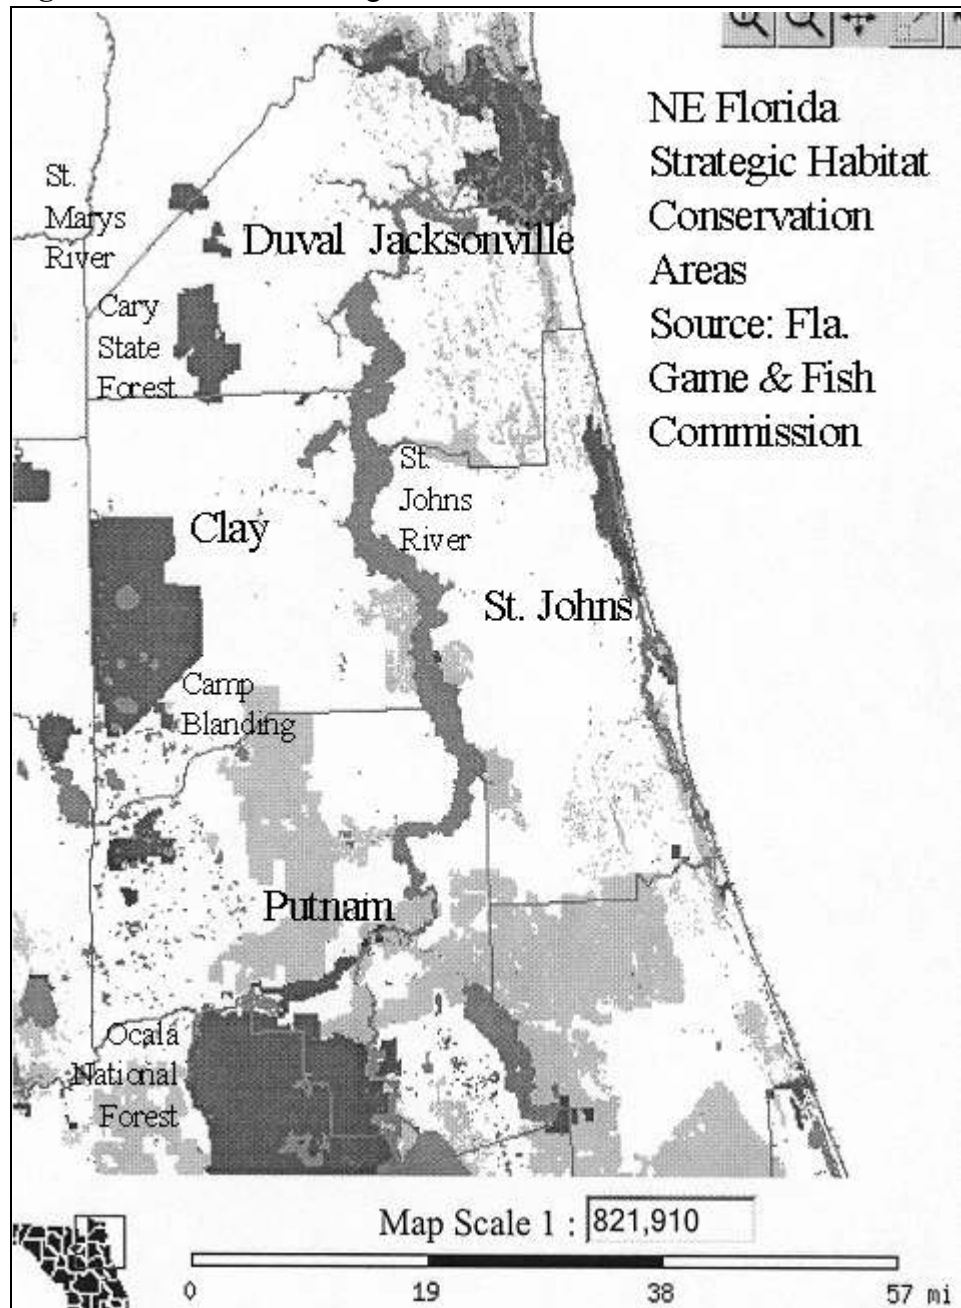 NE Florida
Strategic Habitat
Conservation
Areas
Source: Fla.
Game & Fish
Commission
St.
Marys
River
Duval Jacksonville
Cary
State
Forest
St.
Johns
River
Clay
St. Johns
Camp
Blanding
Putnam
Ocala
National
Forest
Map Scale 1 : 821,910
0 19 38 57 mi